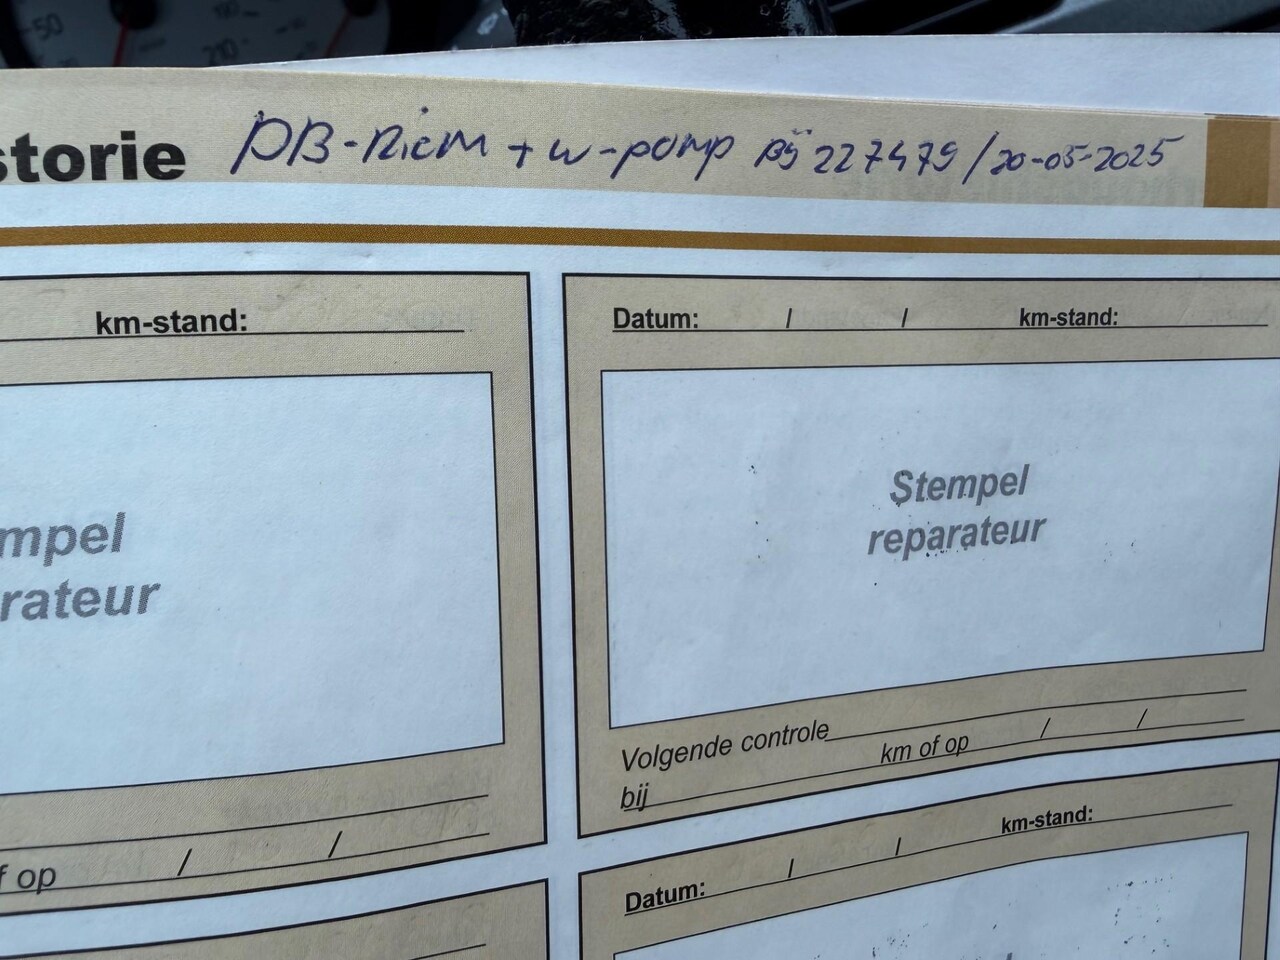 storie DB-Riem + w-pomp Bij 227479 / 20-05-2025
km-stand:
Datum: / / km-stand:
Stempel
reparateur
mpel
rateur
Volgende controle
bij km of op / /
f op / /
Datum: / / km-stand:
50